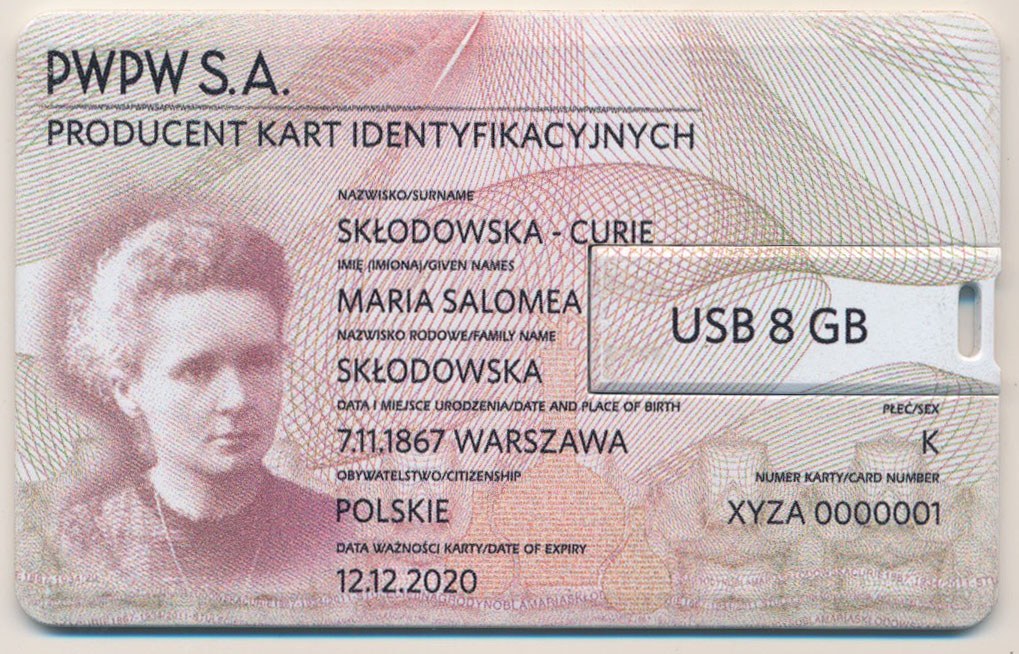 PWPW S.A.
PRODUCENT KART IDENTYFIKACYJNYCH
NAZWISKO/SURNAME
SKŁODOWSKA - CURIE
IMIĘ (IMIONA)/GIVEN NAMES
MARIA SALOMEA
USB 8 GB
NAZWISKO RODOWE/FAMILY NAME
SKŁODOWSKA
DATA I MIEJSCE URODZENIA/DATE AND PLACE OF BIRTH
PŁEĆ/SEX
7.11.1867 WARSZAWA
K
OBYWATELSTWO/CITIZENSHIP
NUMER KARTY/CARD NUMBER
POLSKIE
XYZA 0000001
DATA WAŻNOŚCI KARTY/DATE OF EXPIRY
12.12.2020